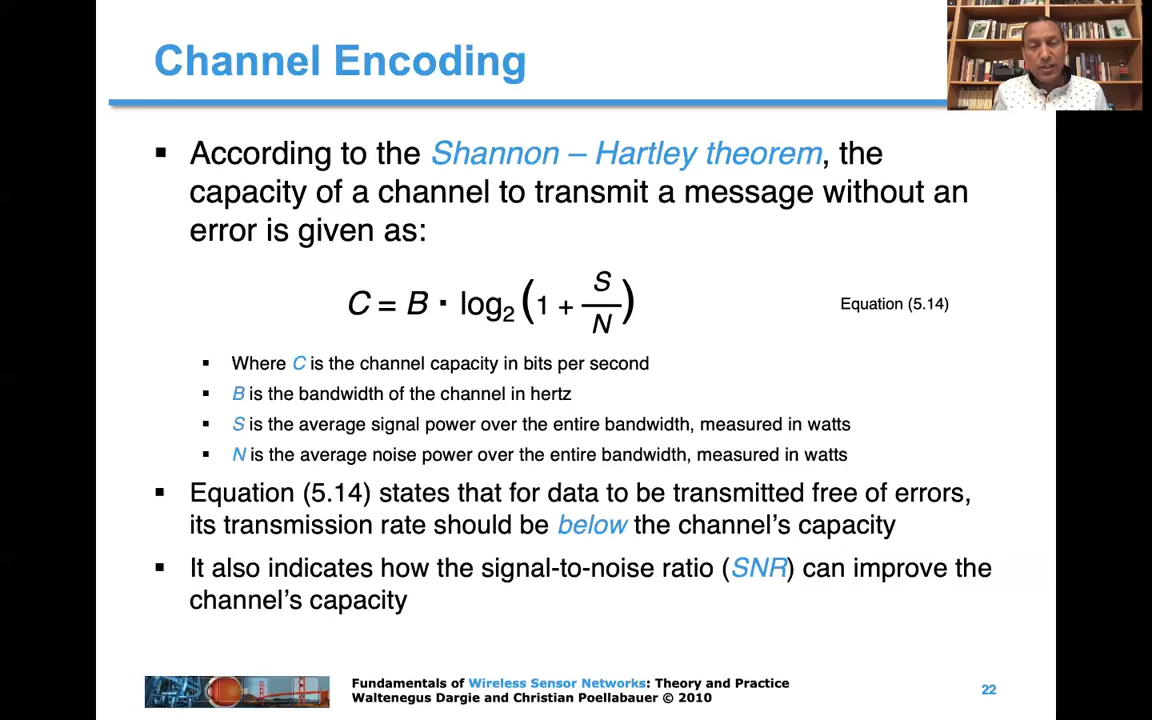 Channel Encoding
▪ According to the Shannon – Hartley theorem, the
capacity of a channel to transmit a message without an
error is given as:
C = B · log₂ (1 + S/N)
Equation (5.14)
▪ Where C is the channel capacity in bits per second
▪ B is the bandwidth of the channel in hertz
▪ S is the average signal power over the entire bandwidth, measured in watts
▪ N is the average noise power over the entire bandwidth, measured in watts
▪ Equation (5.14) states that for data to be transmitted free of errors,
its transmission rate should be below the channel's capacity
▪ It also indicates how the signal-to-noise ratio (SNR) can improve the
channel's capacity
Fundamentals of Wireless Sensor Networks: Theory and Practice
Waltenegus Dargie and Christian Poellabauer © 2010
22